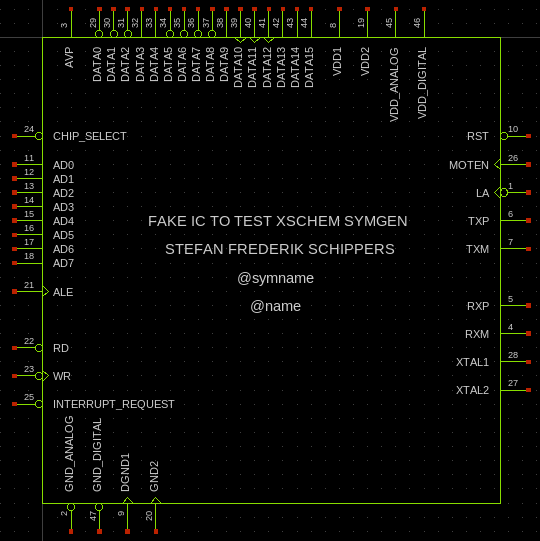 3 29 30 31 32 33 34 35 36 37 38 39 40 41 42 43 44 8 19 45 46
AVP DATA0 DATA1 DATA2 DATA3 DATA4 DATA5 DATA6 DATA7 DATA8 DATA9 DATA10 DATA11 DATA12 DATA13 DATA14 DATA15 VDD1 VDD2 VDD_ANALOG VDD_DIGITAL
24 CHIP_SELECT RST 10
11 AD0 MOTEN 26
12 AD1
13 AD2 LA 1
14 AD3
15 AD4 FAKE IC TO TEST XSCHEM SYMGEN TXP 6
16 AD5
17 AD6 STEFAN FREDERIK SCHIPPERS TXM 7
18 AD7
@symname
21 ALE
@name RXP 5
RXM 4
22 RD
XTAL1 28
23 WR
XTAL2 27
25 INTERRUPT_REQUEST
GND_ANALOG GND_DIGITAL DGND1 GND2
2 47 9 20